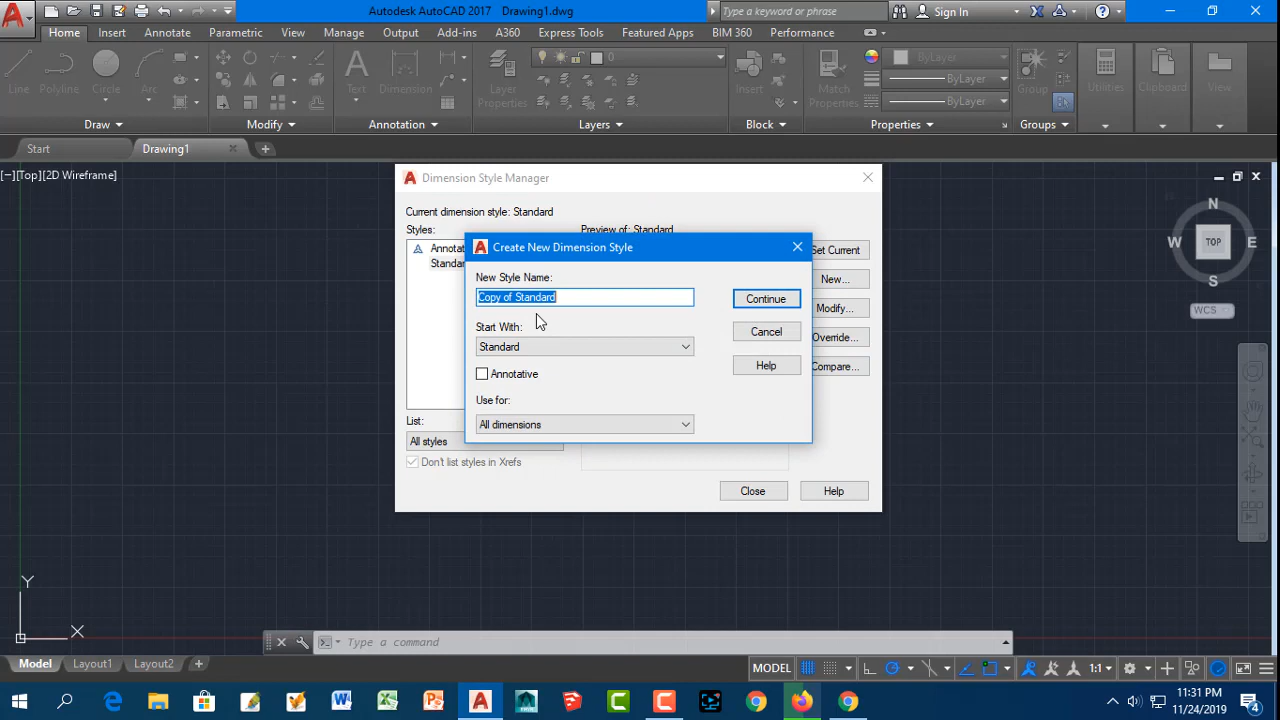 Autodesk AutoCAD 2017 Drawing1.dwg
Type a keyword or phrase
Sign In
Home Insert Annotate Parametric View Manage Output Add-ins A360 Express Tools Featured Apps BIM 360 Performance
Line Polyline Circle Arc Text Dimension Layer Properties 0 Insert Match Properties ByLayer ByLayer ByLayer Group Utilities Clipboard View
Draw Modify Annotation Layers Block Properties Groups
Start Drawing1
[−][Top][2D Wireframe]
Dimension Style Manager
Current dimension style: Standard
Styles: Preview of: Standard
Annotat
Standar
Set Current
New...
Modify...
Override...
Compare...
Create New Dimension Style
New Style Name:
Copy of Standard
Continue
Start With:
Cancel
Standard
Help
Annotative
Use for:
All dimensions
List:
All styles
Don't list styles in Xrefs
Close Help
N
W TOP E
S
WCS
Y
X
Type a command
Model Layout1 Layout2
MODEL 1:1
11:31 PM
11/24/2019
4